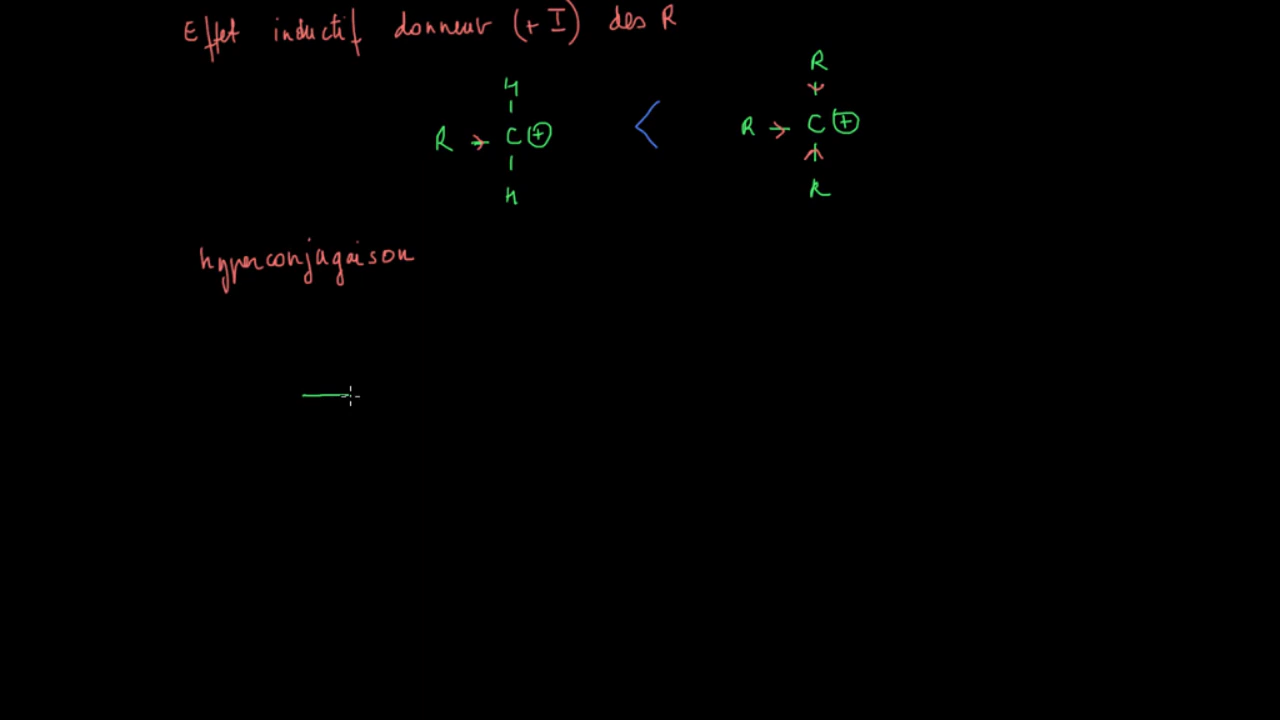 Effet inductif donneur (+ I) des R
H R
R C + < R C +
H R
hyperconjugaison